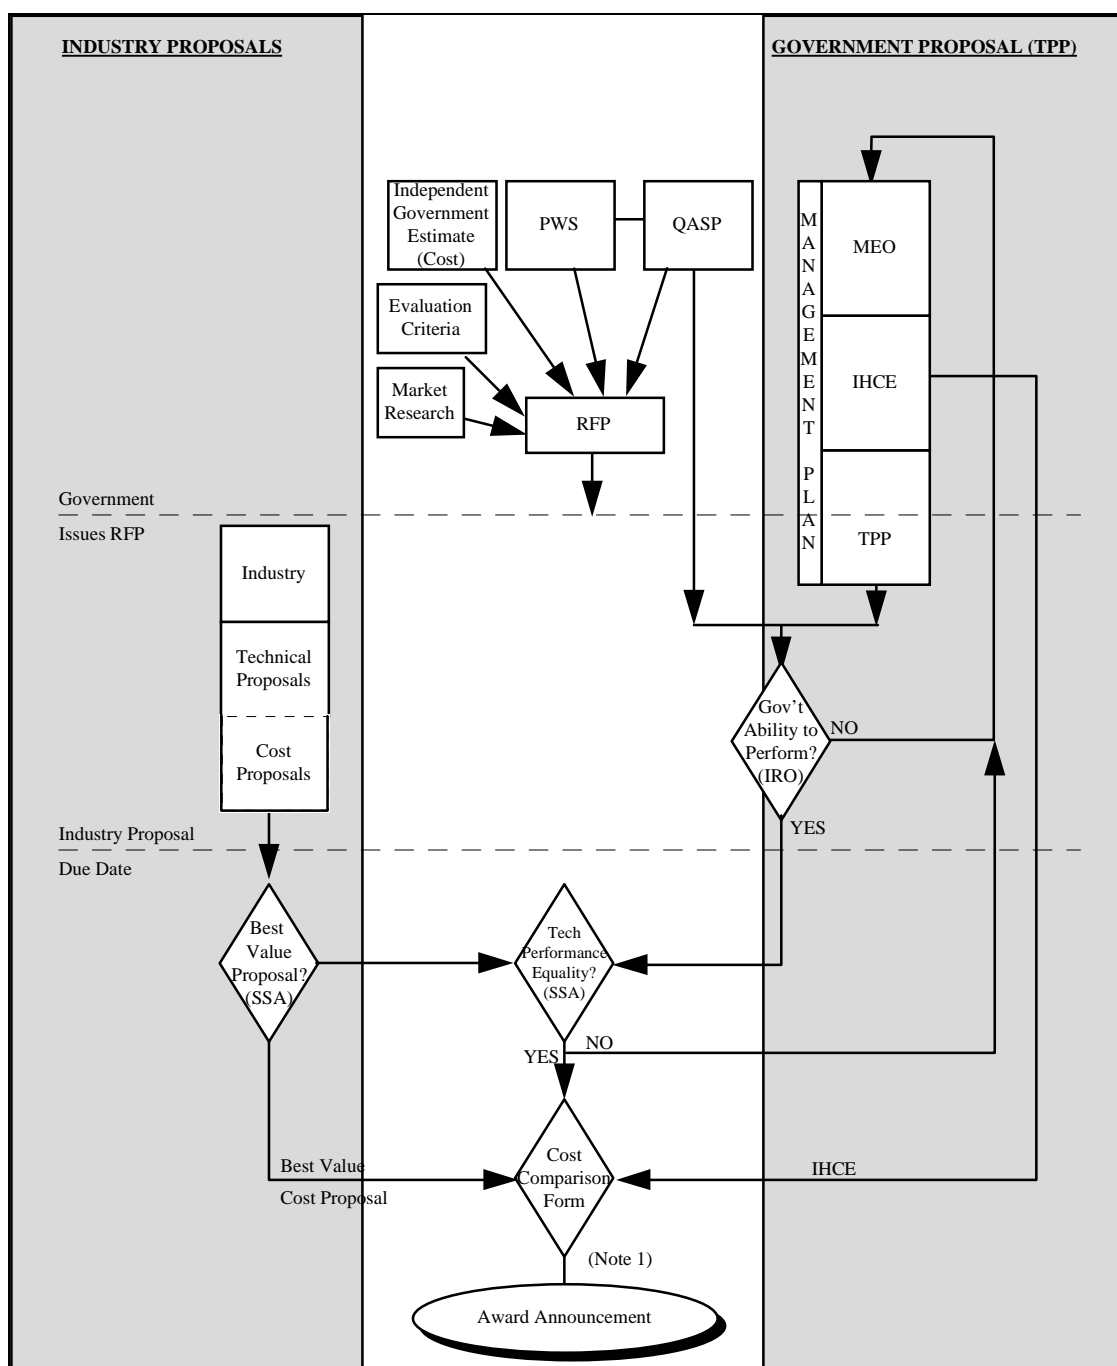 INDUSTRY PROPOSALS
GOVERNMENT PROPOSAL (TPP)
Independent
Government
Estimate
(Cost)
PWS
QASP
M
A
N
A
G
E
M
E
N
T
P
L
A
N
MEO
Evaluation
Criteria
IHCE
Market
Research
RFP
Government
Issues RFP
TPP
Industry
Technical
Proposals
Cost
Proposals
Gov’t
Ability to
Perform?
(IRO)
NO
YES
Industry Proposal
Due Date
Best
Value
Proposal?
(SSA)
Tech
Performance
Equality?
(SSA)
NO
YES
Best Value
Cost Proposal
Cost
Comparison
Form
IHCE
(Note 1)
Award Announcement